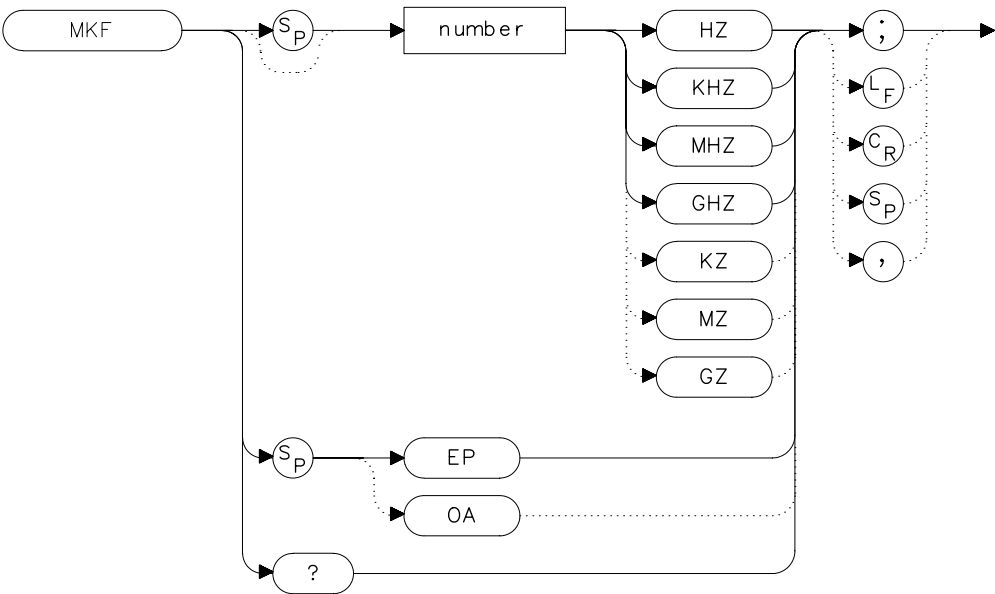 MKF SP number HZ ;
KHZ LF
MHZ CR
GHZ SP
KZ ,
MZ
GZ
SP EP
OA
?